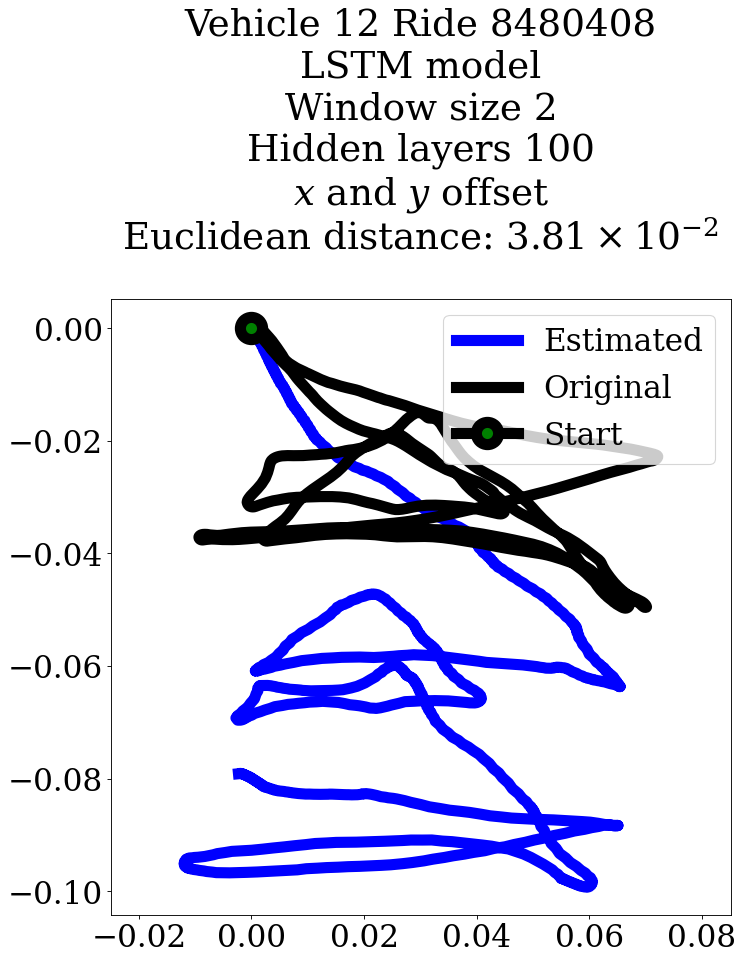 Vehicle 12 Ride 8480408
LSTM model
Window size 2
Hidden layers 100
x and y offset
Euclidean distance: 3.81 × 10⁻²
Estimated
Original
Start
0.00
−0.02
−0.04
−0.06
−0.08
−0.10
−0.02 0.00 0.02 0.04 0.06 0.08